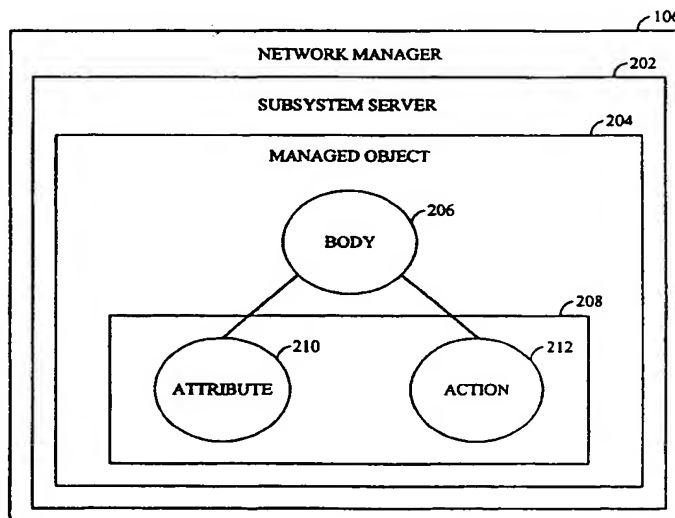 106
NETWORK MANAGER
202
SUBSYSTEM SERVER
204
MANAGED OBJECT
206
BODY
208
210
212
ATTRIBUTE
ACTION